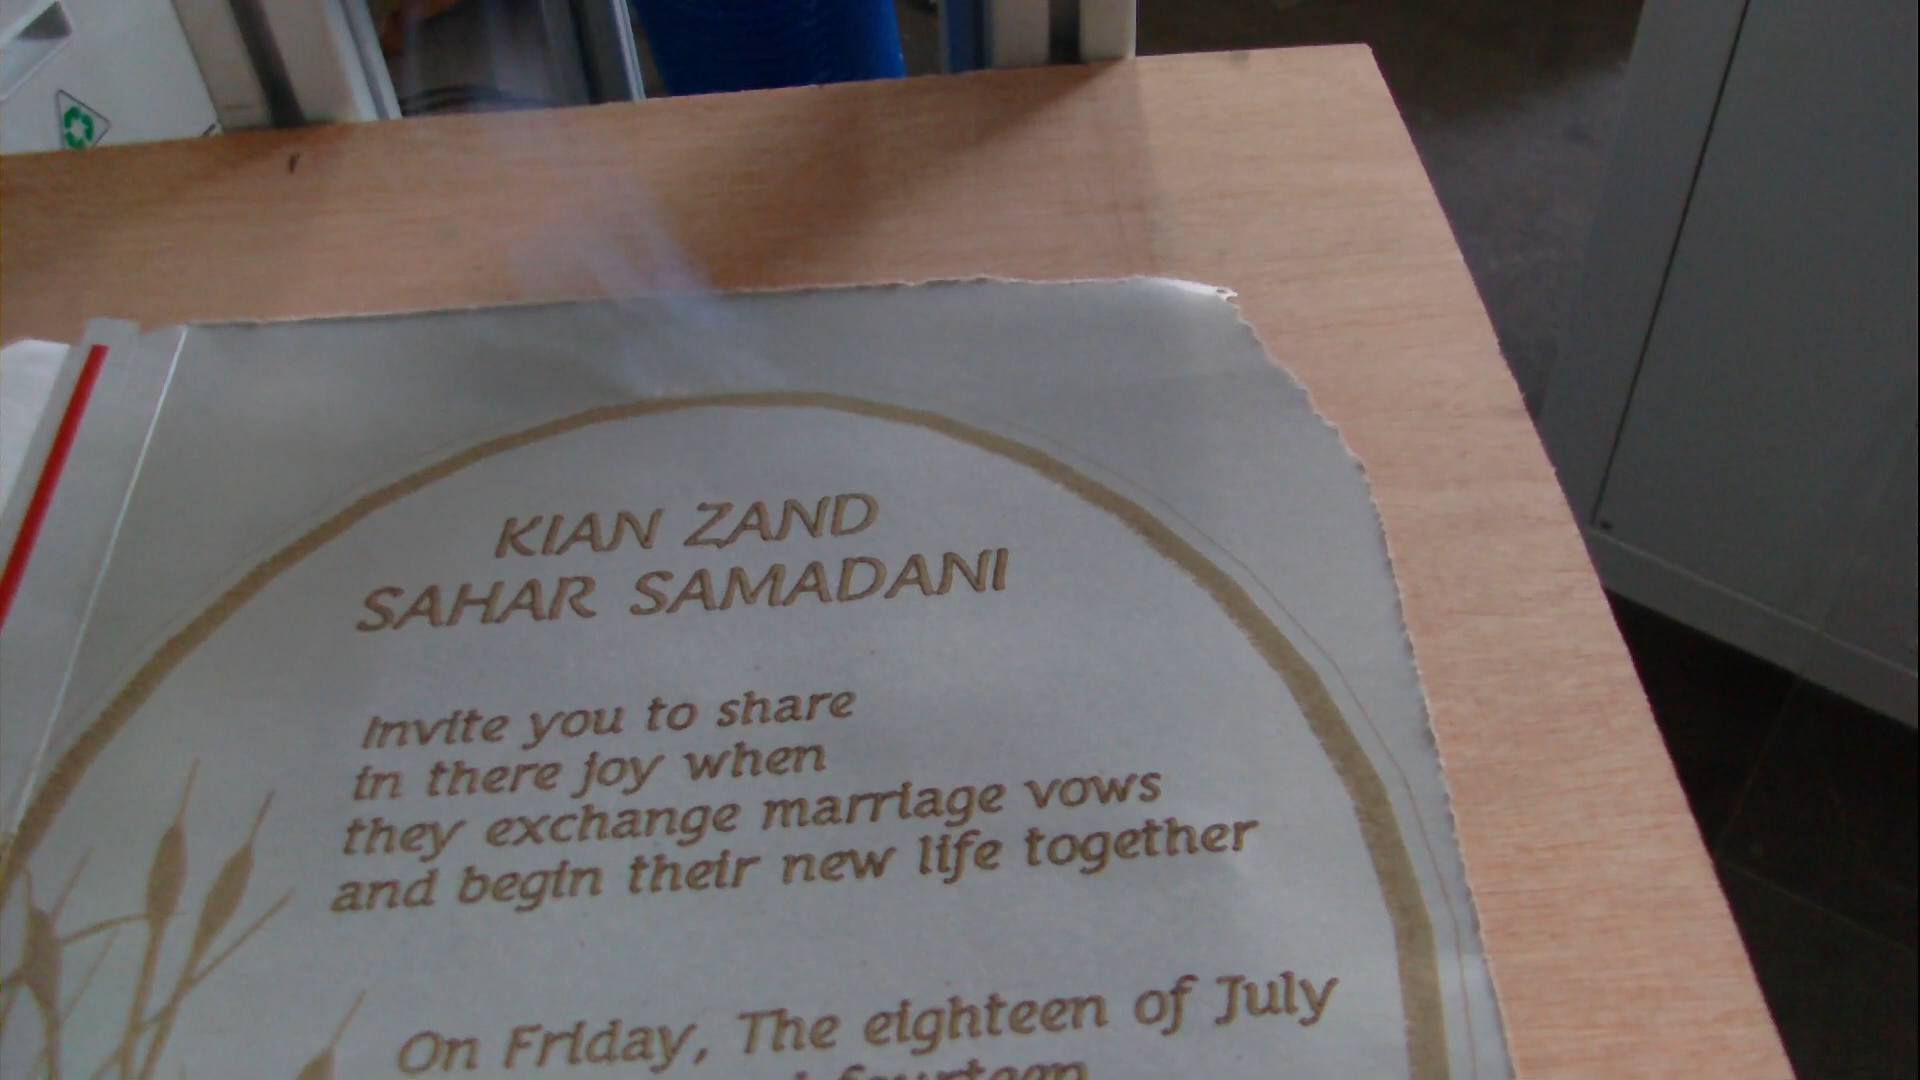 KIAN ZAND
SAHAR SAMADANI
Invite you to share
in there joy when
they exchange marriage vows
and begin their new life together
On Friday, The eighteen of July
fourteen